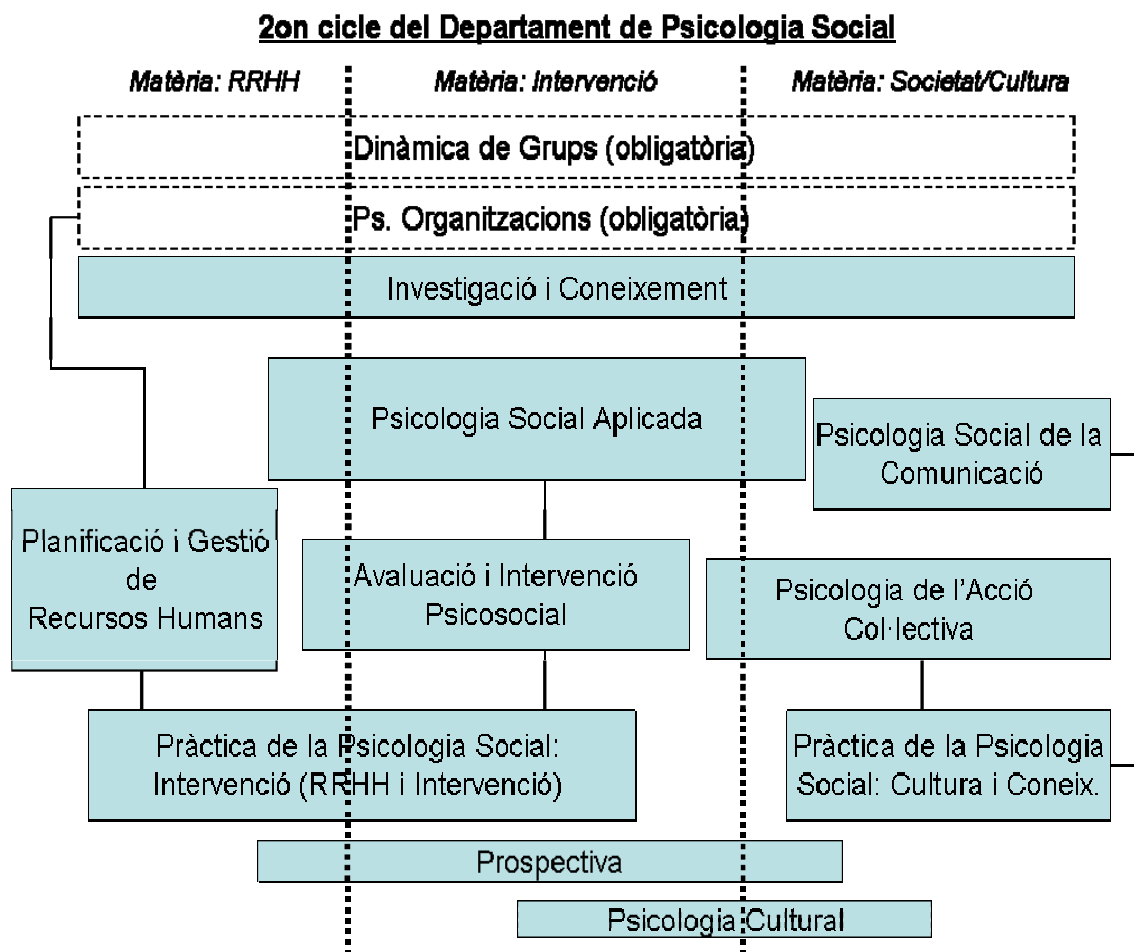 2on cicle del Departament de Psicologia Social
Matèria: RRHH
Matèria: Intervenció
Matèria: Societat/Cultura
Dinàmica de Grups (obligatòria)
Ps. Organitzacions (obligatòria)
Investigació i Coneixement
Psicologia Social Aplicada
Psicologia Social de la
Comunicació
Planificació i Gestió
de
Recursos Humans
Avaluació i Intervenció
Psicosocial
Psicologia de l'Acció
Col·lectiva
Pràctica de la Psicologia Social:
Intervenció (RRHH i Intervenció)
Pràctica de la Psicologia
Social: Cultura i Coneix.
Prospectiva
Psicologia Cultural